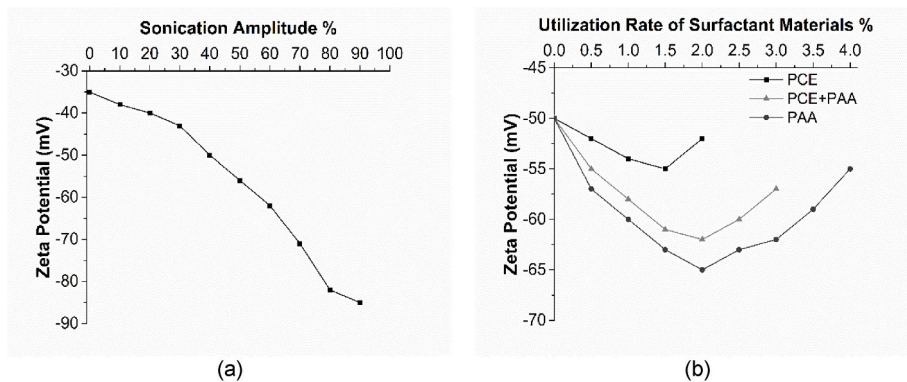 Sonication Amplitude %
0 10 20 30 40 50 60 70 80 90 100
-30
-40
-50
-60
-70
-80
-90
Zeta Potential (mV)
(a)
Utilization Rate of Surfactant Materials %
0.0 0.5 1.0 1.5 2.0 2.5 3.0 3.5 4.0
-45
-50
-55
-60
-65
-70
Zeta Potential (mV)
PCE
PCE+PAA
PAA
(b)